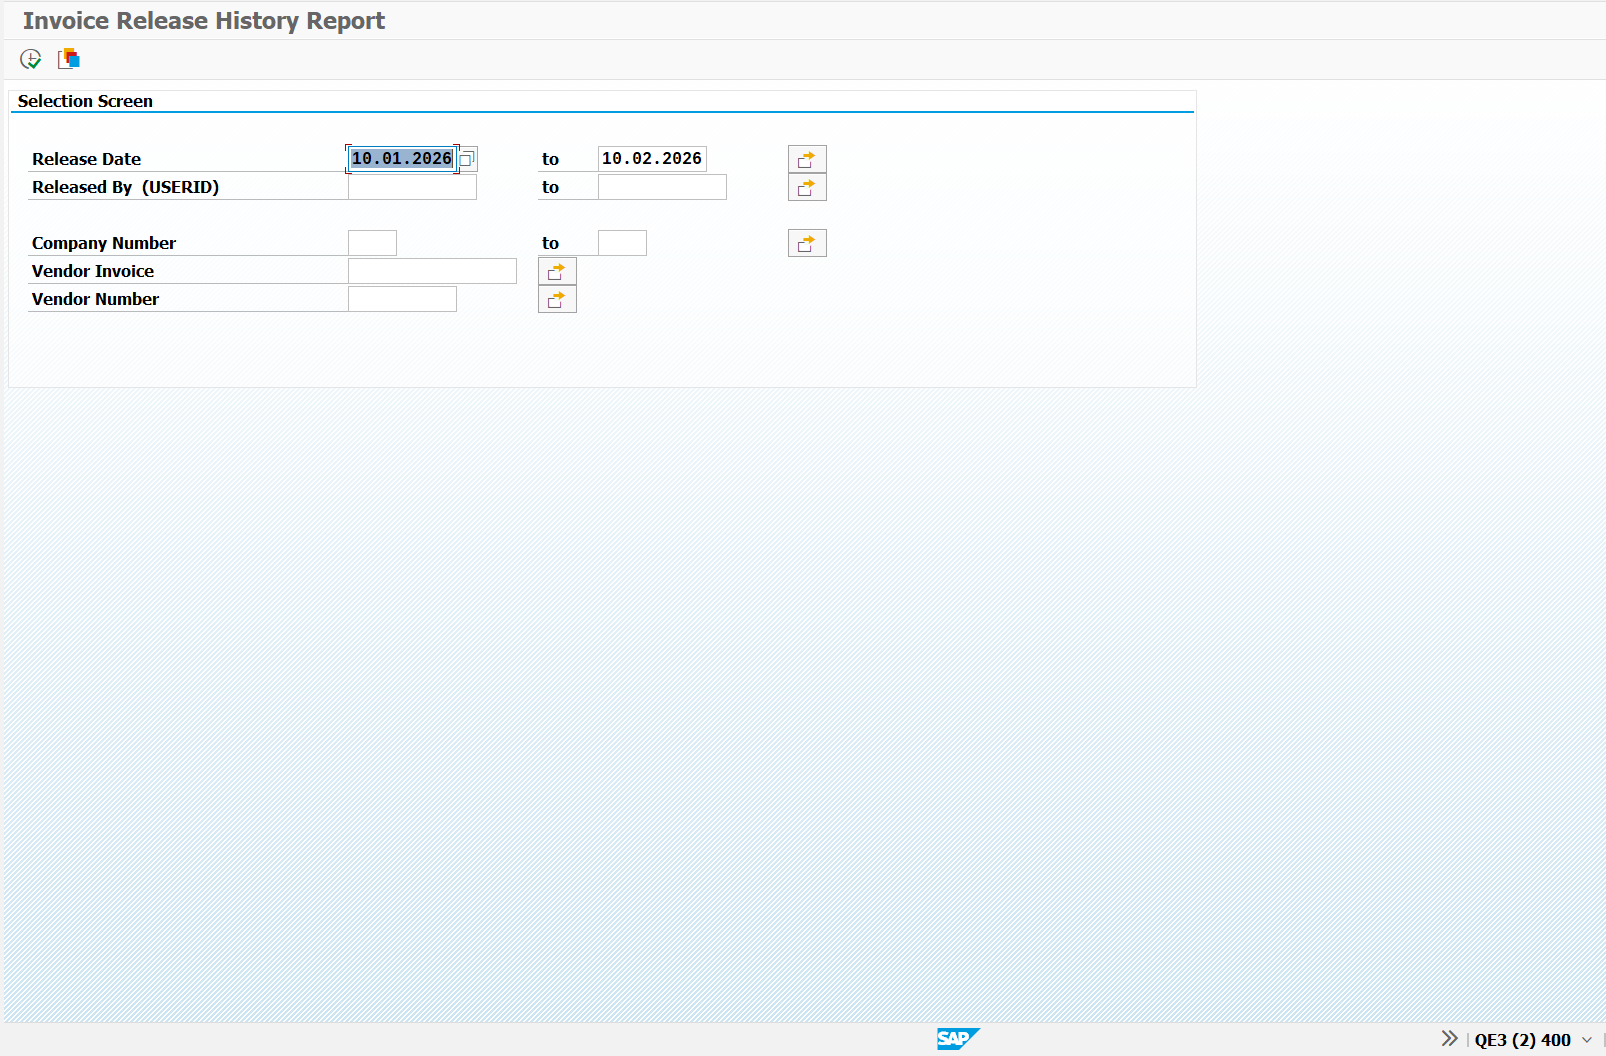 Invoice Release History Report
Selection Screen
Release Date 10.01.2026 to 10.02.2026
Released By (USERID) to
Company Number to
Vendor Invoice
Vendor Number
SAP QE3 (2) 400